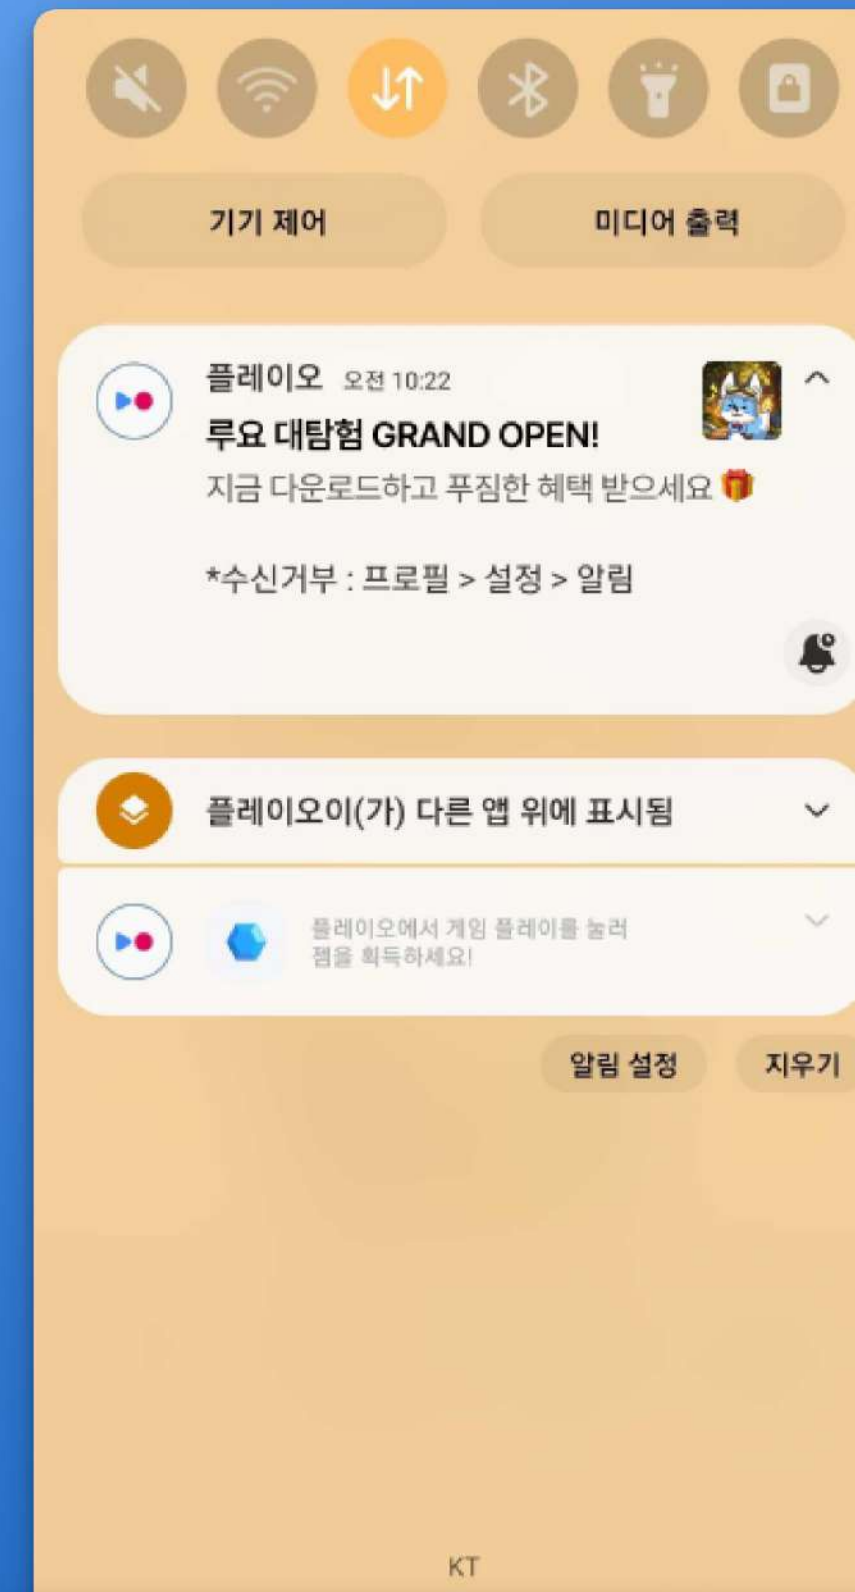 기기 제어
미디어 출력
플레이오 오전 10:22
루요 대탐험 GRAND OPEN!
지금 다운로드하고 푸짐한 혜택 받으세요
*수신거부 : 프로필 > 설정 > 알림
플레이오이(가) 다른 앱 위에 표시됨
플레이오에서 게임 플레이를 눌러
젬을 획득하세요!
알림 설정
지우기
KT